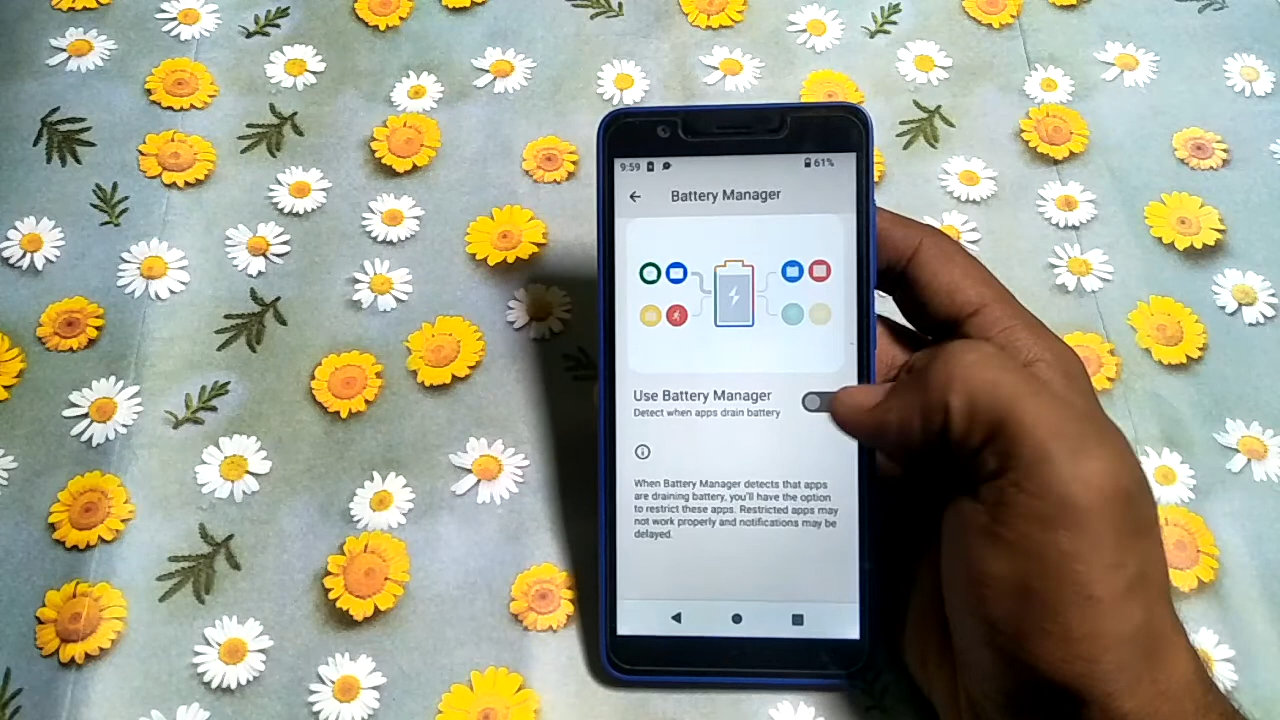 9:59 61%
Battery Manager
Use Battery Manager
Detect when apps drain battery
When Battery Manager detects that apps
are draining battery, you'll have the option
to restrict these apps. Restricted apps may
not work properly and notifications may be
delayed.